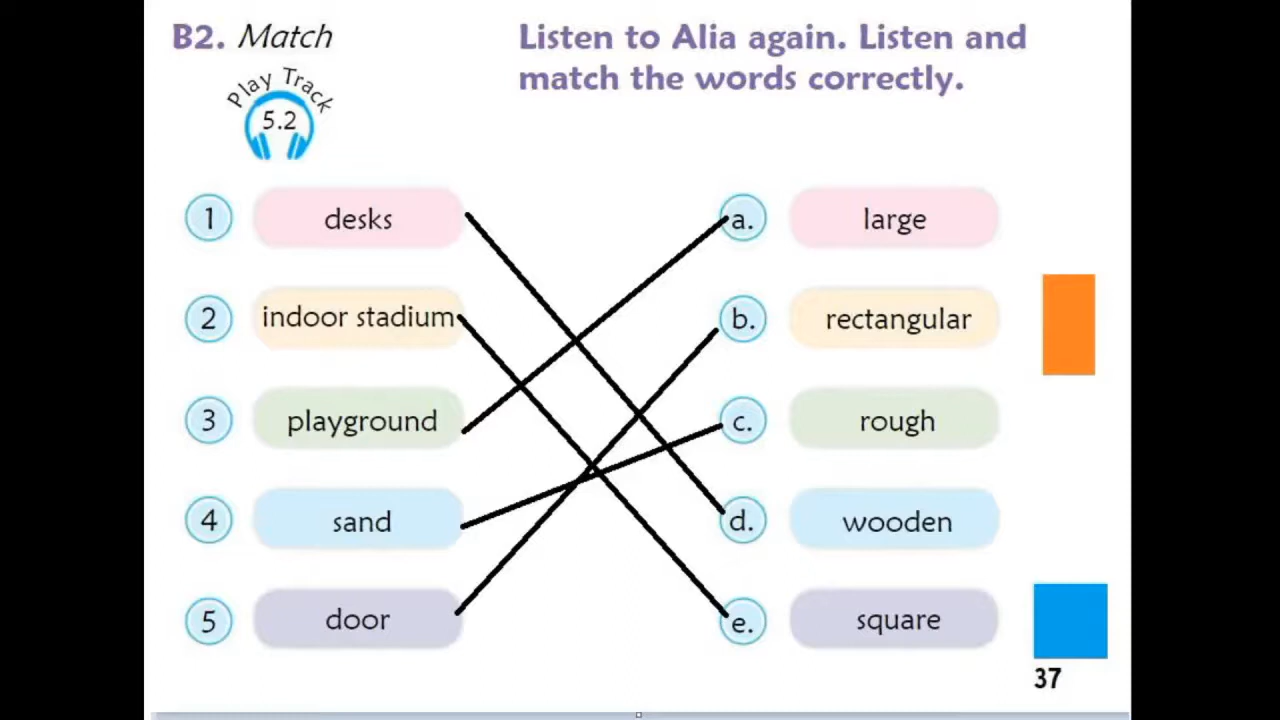 B2. Match
Listen to Alia again. Listen and
match the words correctly.
Play Track
5.2
1 desks a. large
2 indoor stadium b. rectangular
3 playground c. rough
4 sand d. wooden
5 door e. square
37